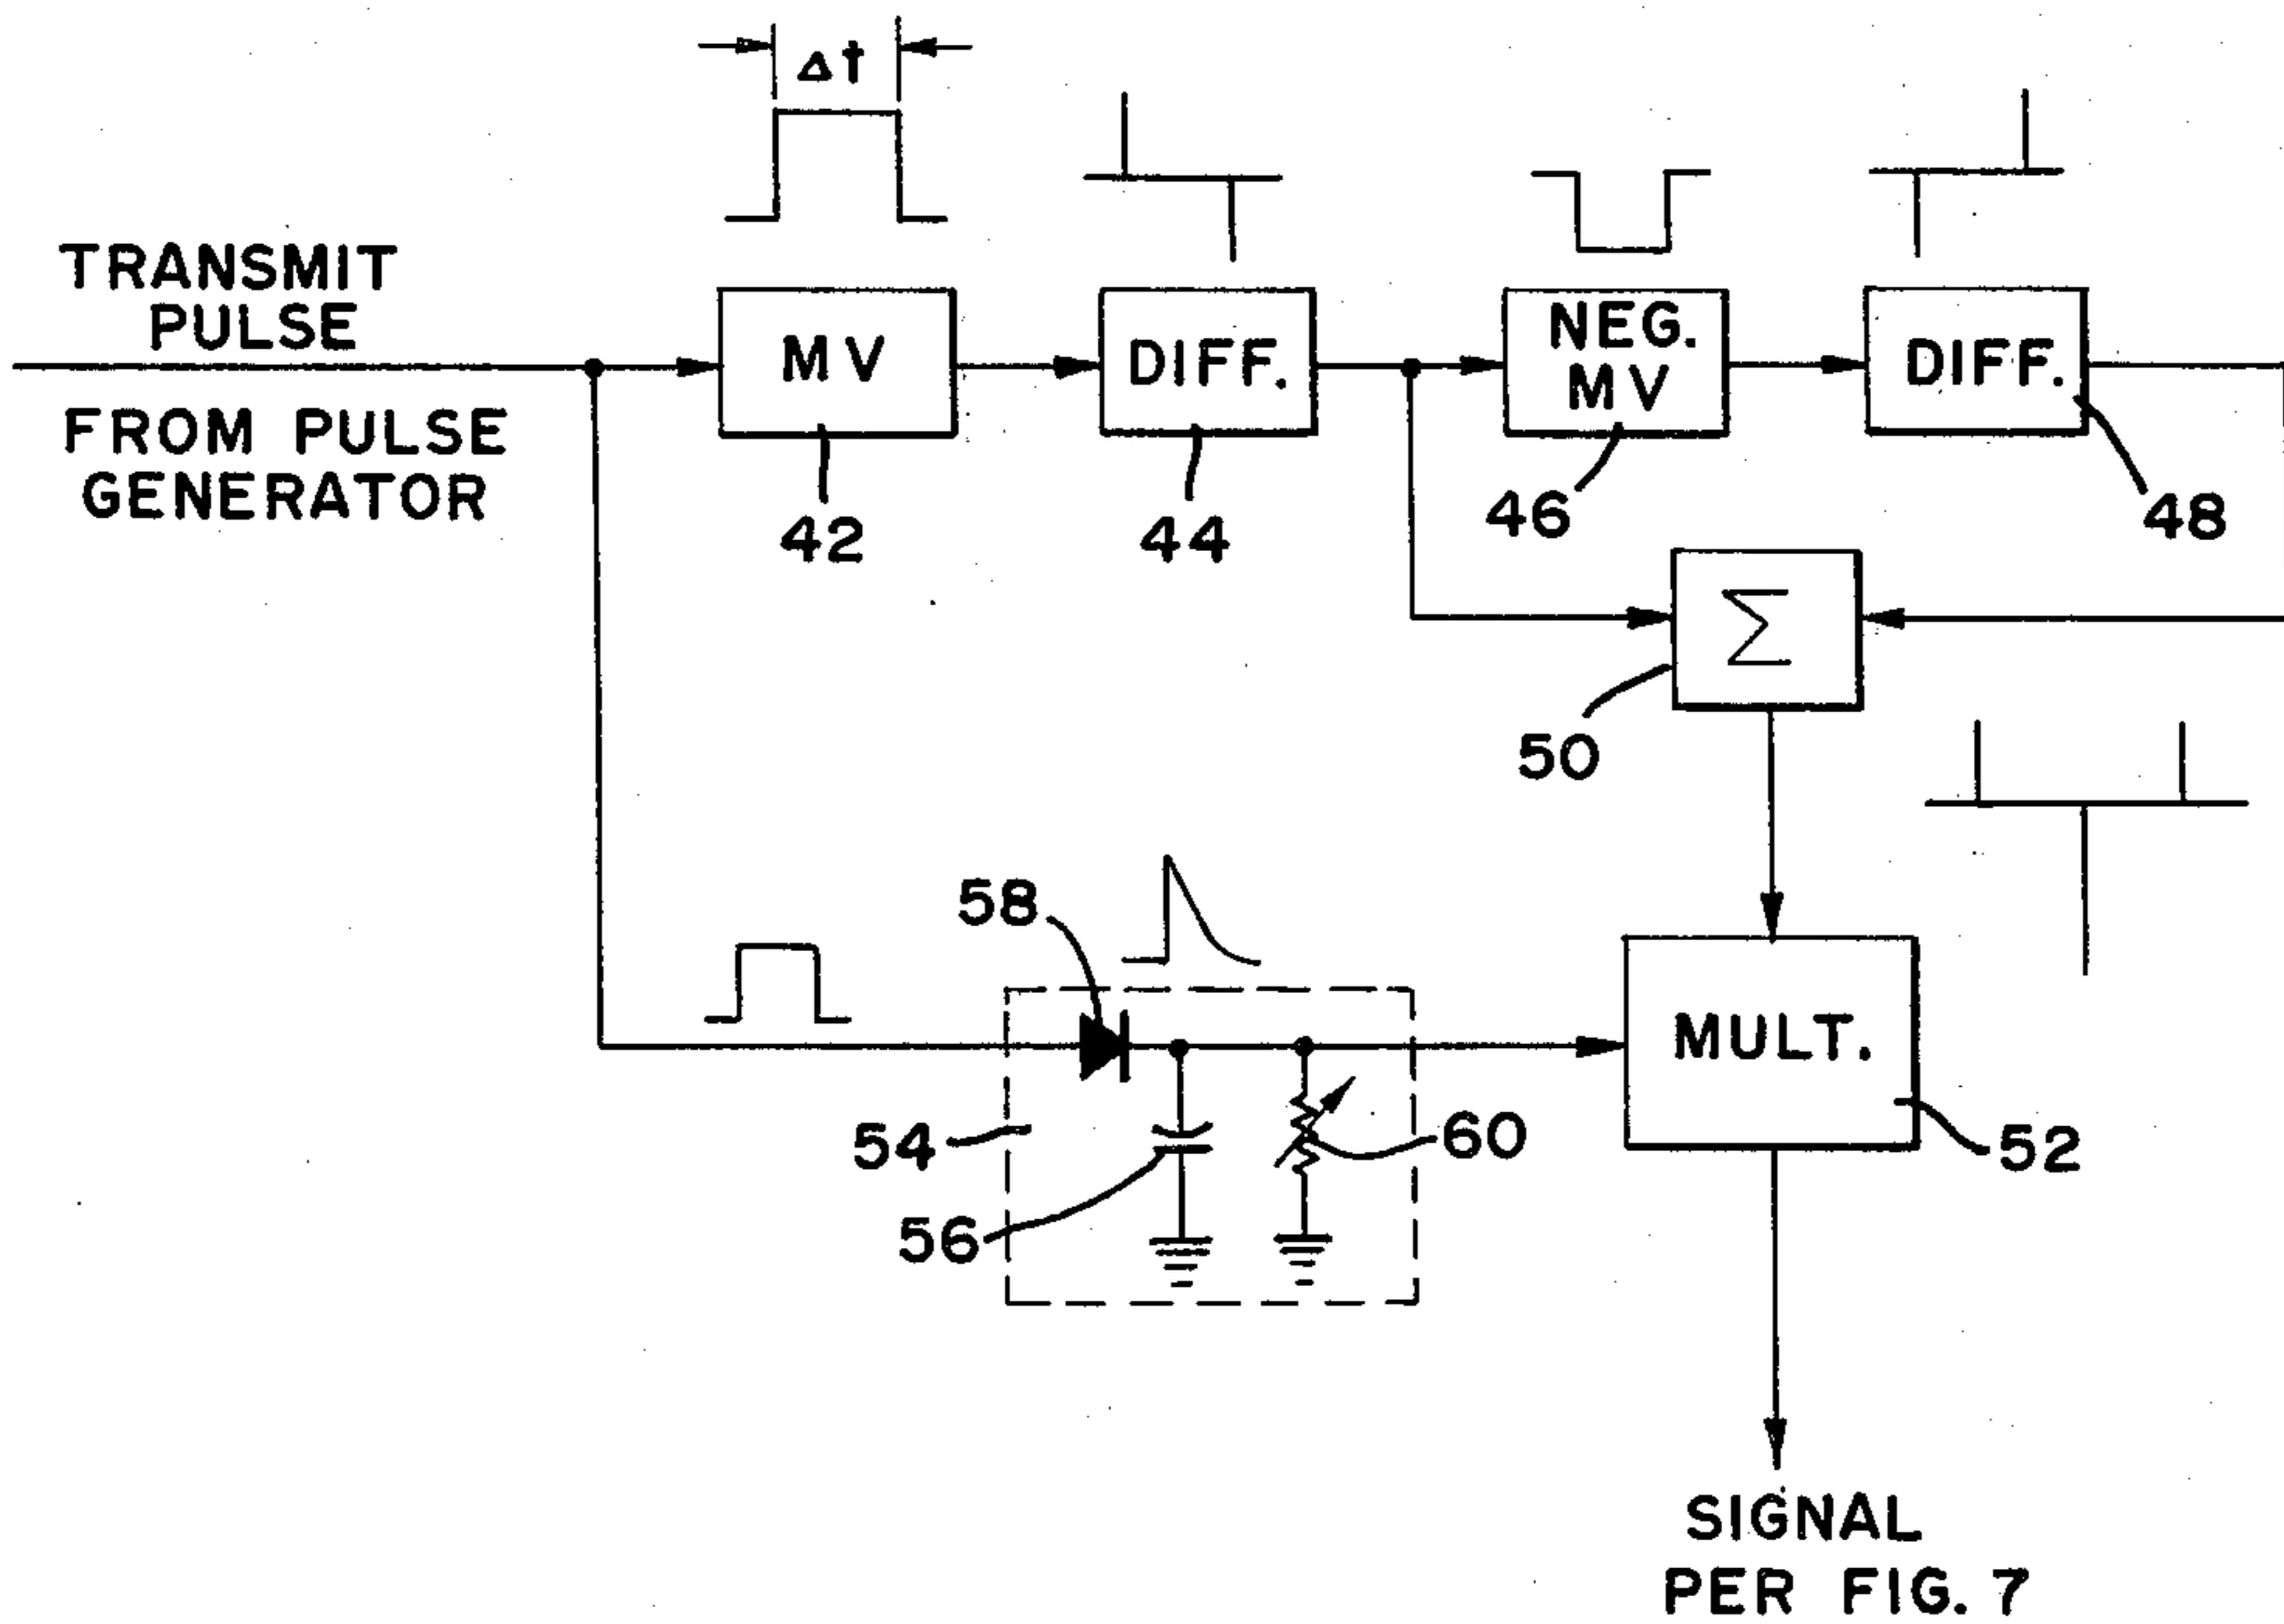 Δt
TRANSMIT
PULSE
FROM PULSE
GENERATOR
MV
DIFF.
NEG.
MV
DIFF.
42
44
46
48
Σ
50
58
MULT.
54
60
52
56
SIGNAL
PER FIG. 7